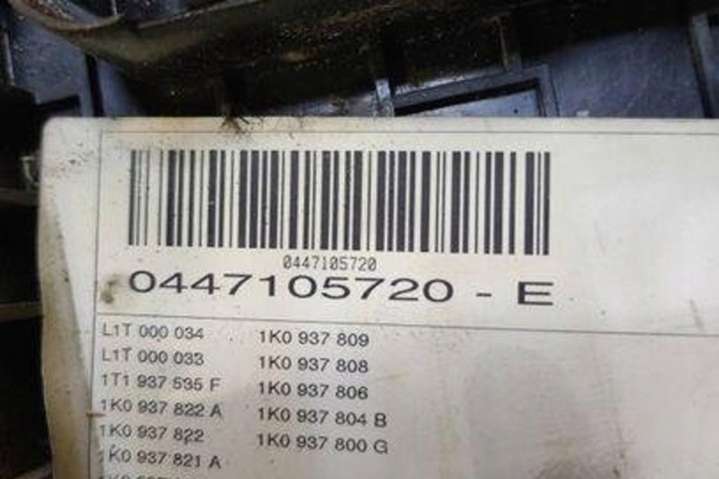 0447105720
0447105720 - E
L1T 000 034
L1T 000 033
1T1 937 535 F
1K0 937 822 A
1K0 937 822
1K0 937 821 A
1K0 937 809
1K0 937 808
1K0 937 806
1K0 937 804 B
1K0 937 800 G